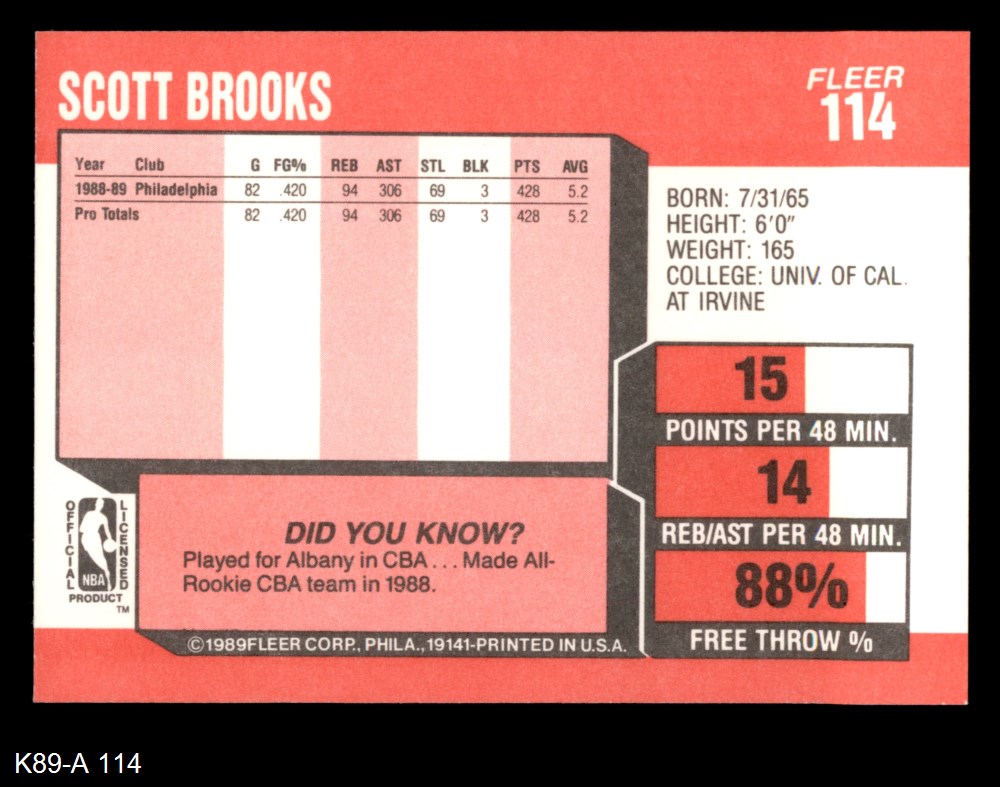 SCOTT BROOKS
FLEER
114
Year Club G FG% REB AST STL BLK PTS AVG
1988-89 Philadelphia 82 .420 94 306 69 3 428 5.2
Pro Totals 82 .420 94 306 69 3 428 5.2
BORN: 7/31/65
HEIGHT: 6'0"
WEIGHT: 165
COLLEGE: UNIV. OF CAL.
AT IRVINE
15
POINTS PER 48 MIN.
14
REB/AST PER 48 MIN.
88%
FREE THROW %
OFFICIAL
LICENSED
NBA
PRODUCT
TM
DID YOU KNOW?
Played for Albany in CBA... Made All-
Rookie CBA team in 1988.
©1989FLEER CORP., PHILA., 19141-PRINTED IN U.S.A.
K89-A 114